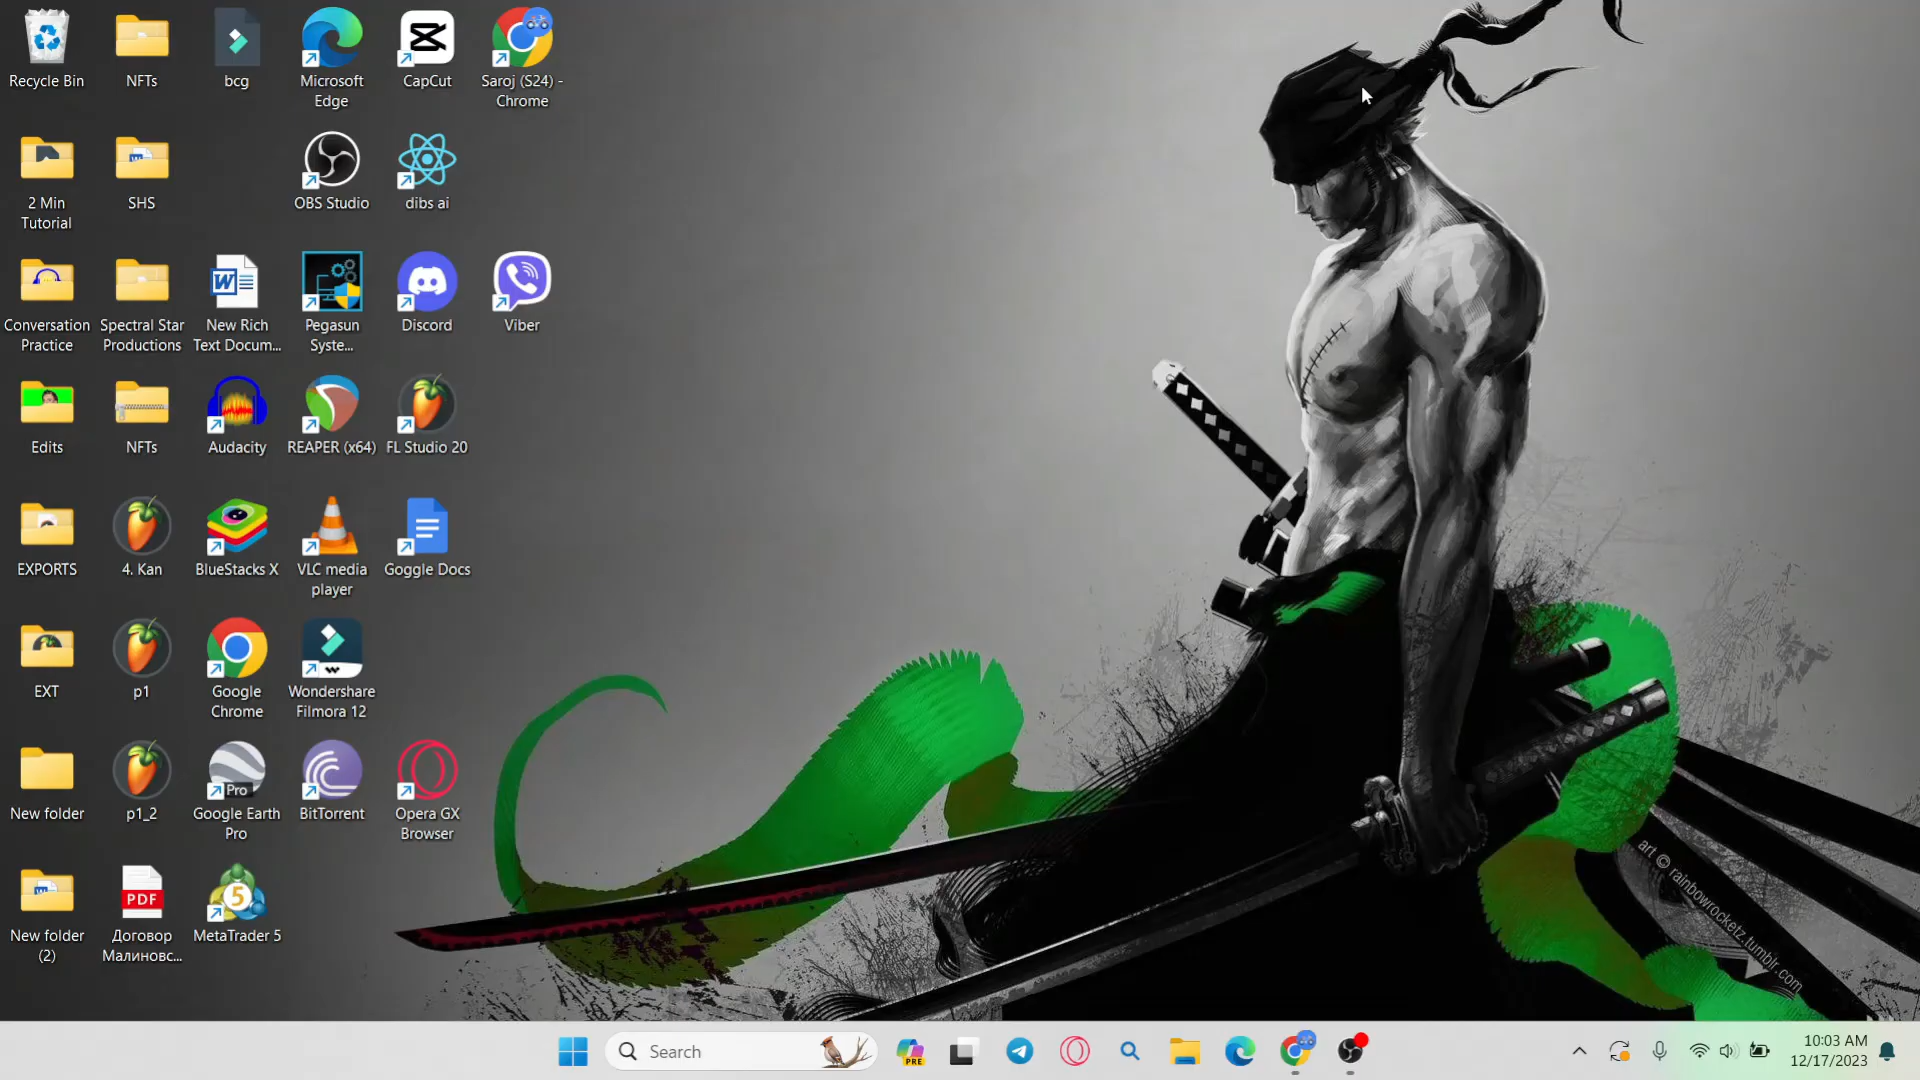 Recycle Bin
NFTs
bcg
Microsoft
Edge
CapCut
Saroj (S24) -
Chrome
2 Min
Tutorial
SHS
OBS Studio
dibs ai
Conversation
Practice
Spectral Star
Productions
New Rich
Text Docum...
Pegasun
Syste...
Discord
Viber
Edits
NFTs
Audacity
REAPER (x64)
FL Studio 20
EXPORTS
4. Kan
BlueStacks X
VLC media
player
Goggle Docs
EXT
p1
Google
Chrome
Wondershare
Filmora 12
New folder
p1_2
Pro
Google Earth
Pro
BitTorrent
Opera GX
Browser
New folder
(2)
PDF
Договор
Малиновс...
5
MetaTrader 5
art © rainbowrocketz.tumblr.com
Search
PRE
10:03 AM
12/17/2023